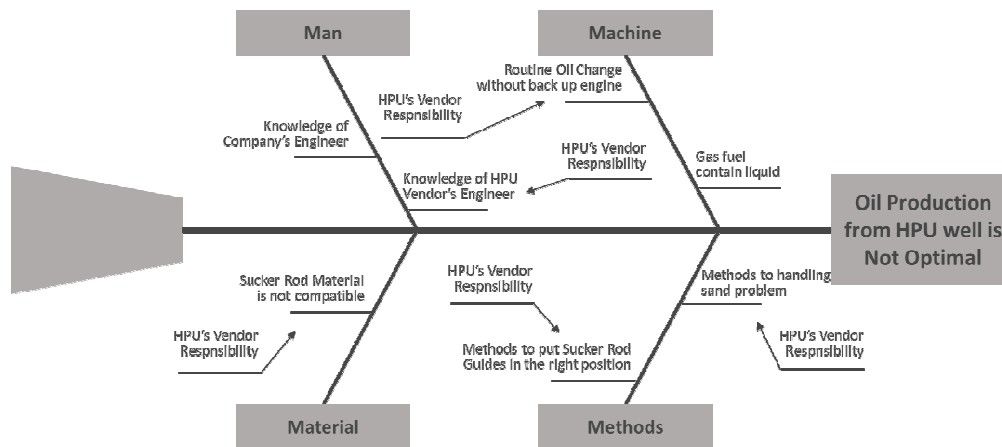 Man
Machine
Routine Oil Change
without back up engine
HPU's Vendor
Respnsibility
Knowledge of
Company's Engineer
HPU's Vendor
Respnsibility
Gas fuel
contain liquid
Knowledge of HPU
Vendor's Engineer
Oil Production
from HPU well is
Not Optimal
Sucker Rod Material
is not compatible
HPU's Vendor
Respnsibility
Methods to handling
sand problem
HPU's Vendor
Respnsibility
HPU's Vendor
Respnsibility
Methods to put Sucker Rod
Guides in the right position
Material
Methods